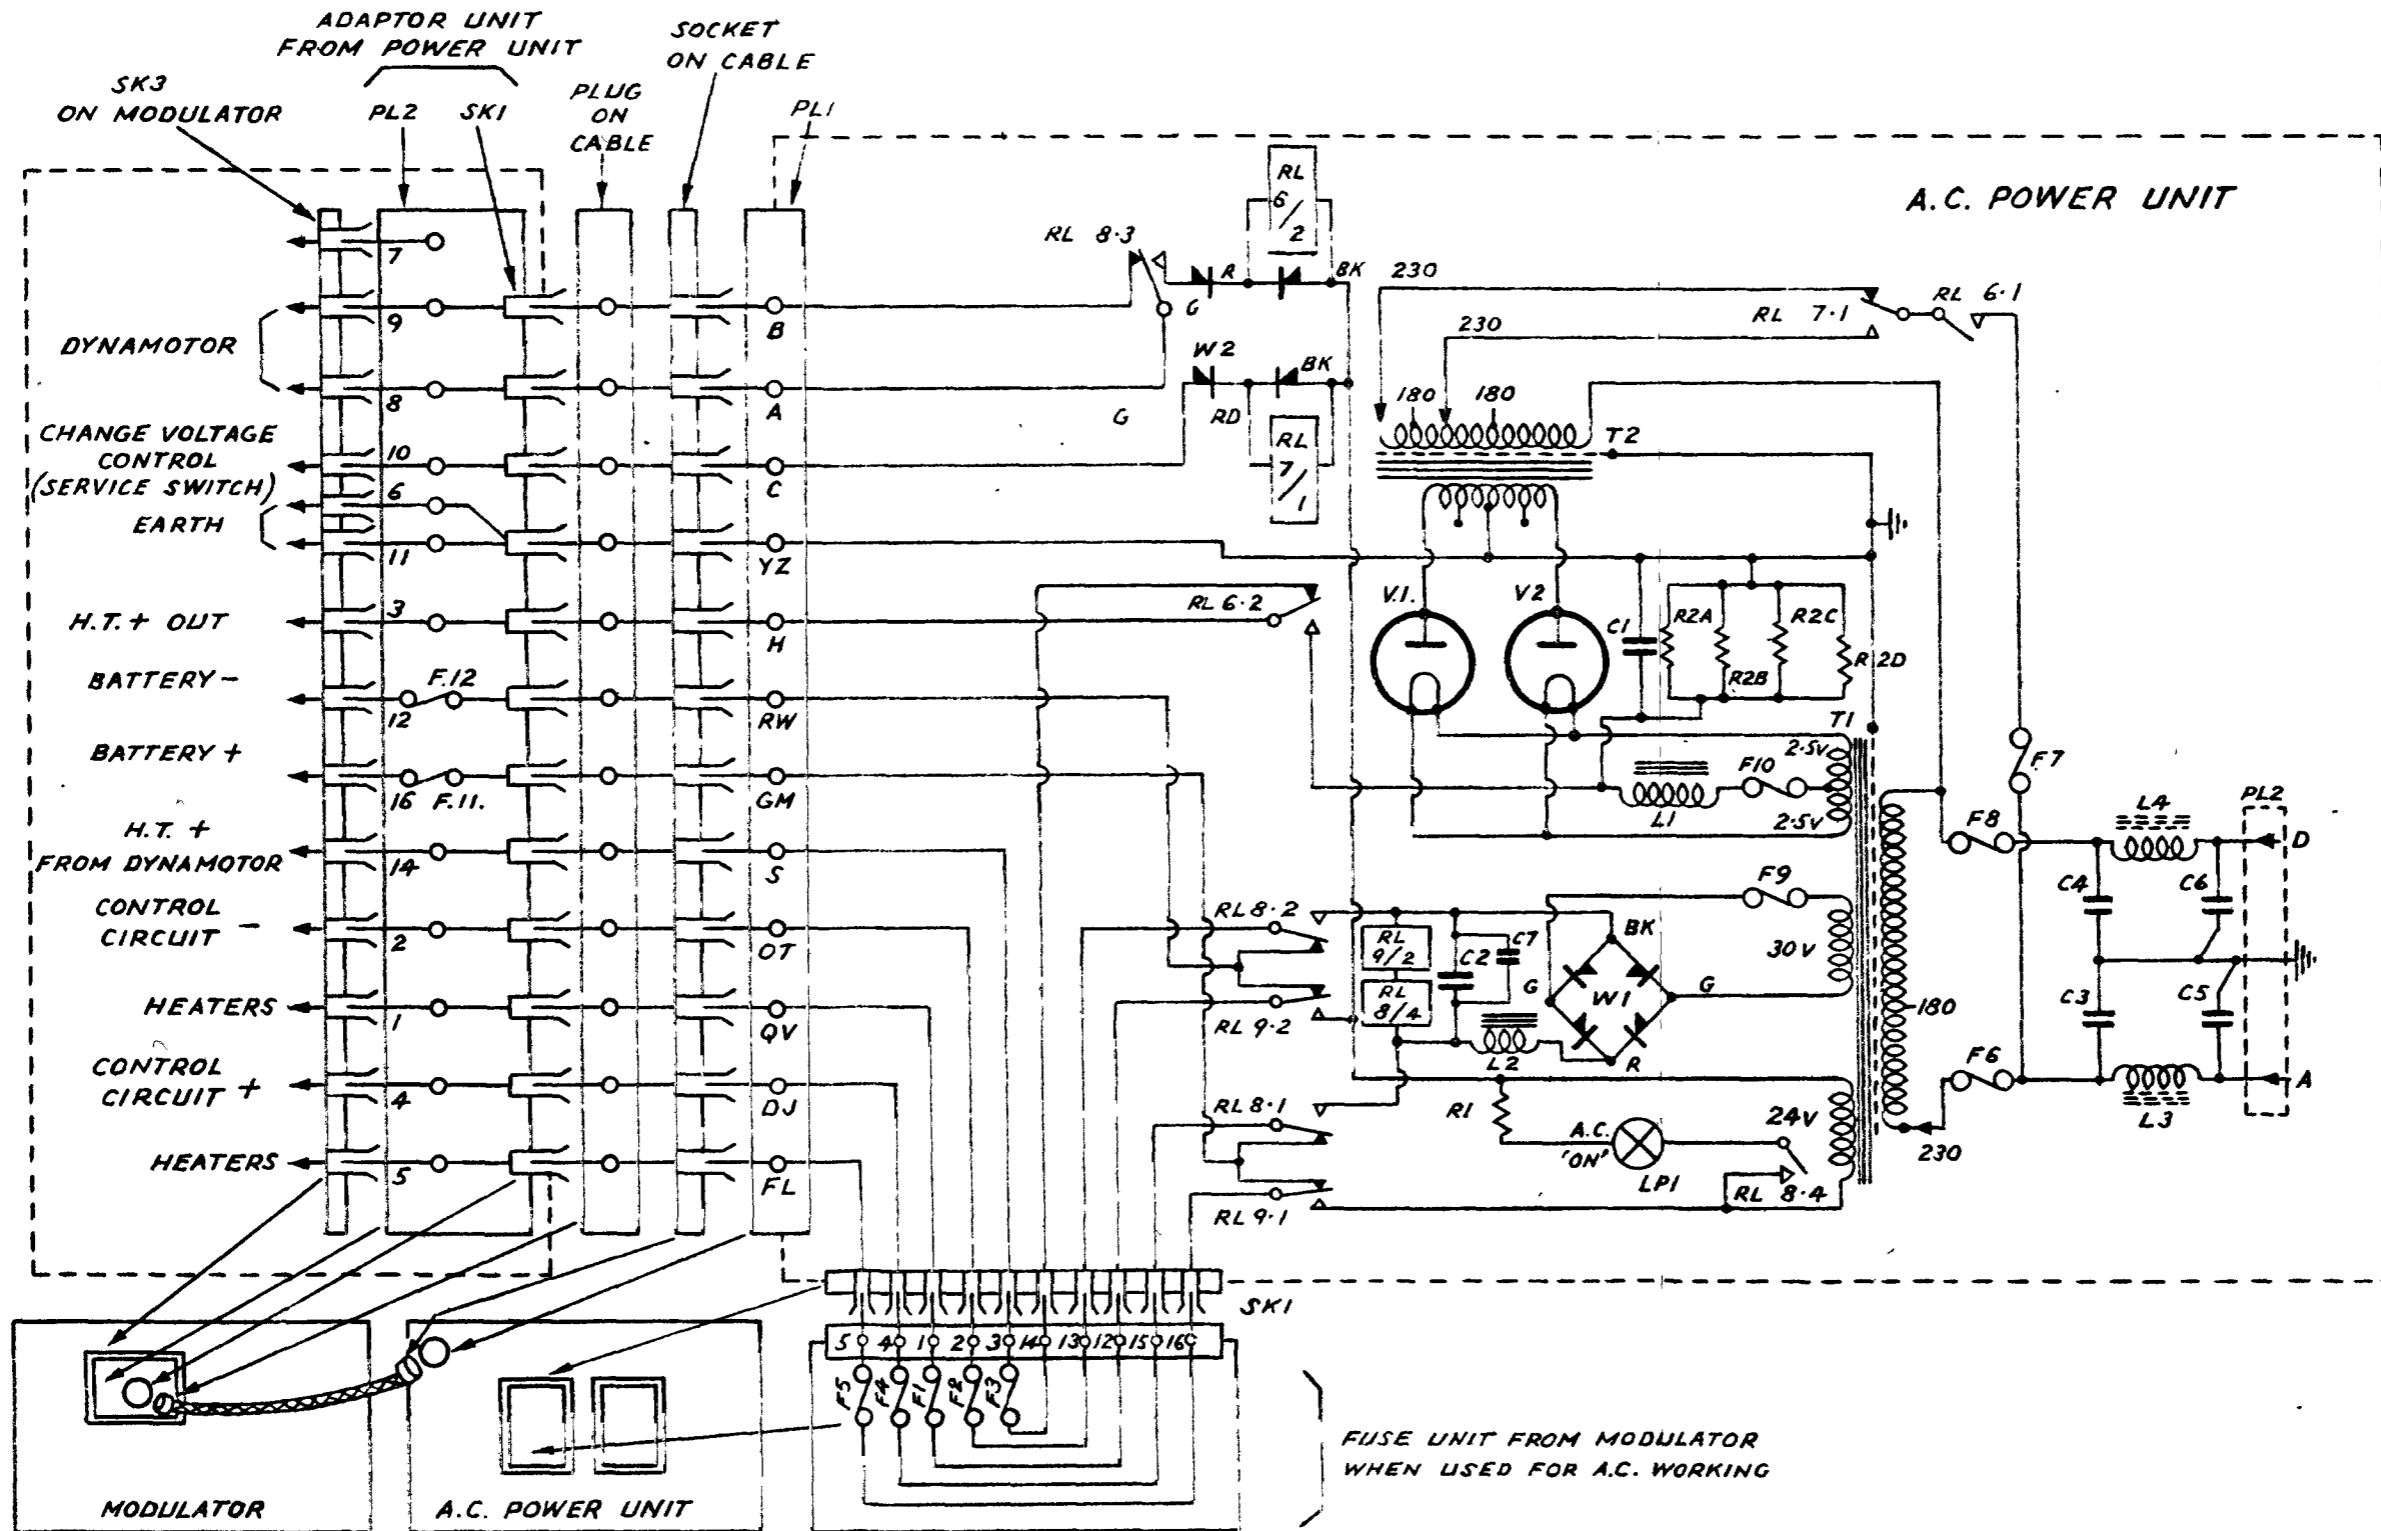 ADAPTOR UNIT
FROM POWER UNIT
SOCKET
ON CABLE
SK3
ON MODULATOR
PL2
SK1
PLUG
ON
CABLE
PL1
A.C. POWER UNIT
7
DYNAMOTOR
9
8
B
A
CHANGE VOLTAGE
CONTROL
(SERVICE SWITCH)
10
C
6
EARTH
11
YZ
H.T. + OUT
3
H
BATTERY -
F.12
12
RW
BATTERY +
16
F.11.
GM
H.T. +
FROM DYNAMOTOR
14
S
CONTROL
CIRCUIT -
2
OT
HEATERS
1
QV
CONTROL
CIRCUIT +
4
DJ
HEATERS
5
FL
RL 8·3
RL
6/2
R
BK
G
W2
BK
G
RD
RL
7/1
230
230
RL 7·1
RL 6·1
180
180
T2
RL 6·2
V.1.
V2
C1
R2A
R2B
R2C
R2D
T1
2·5V
F10
L1
2·5V
F7
F9
30V
RL 8·2
RL
9/2
RL
8/4
C2
C7
BK
G
W1
G
R
L2
RL 9·2
RL 8·1
R1
A.C.
'ON'
LP1
24V
RL 8·4
RL 9·1
180
230
F8
F6
L4
L3
C4
C6
C3
C5
PL2
D
A
SK1
5 4 1 2 3 14 13 12 15 16
F5 F4 F1 F2 F3
MODULATOR
A.C. POWER UNIT
FUSE UNIT FROM MODULATOR
WHEN USED FOR A.C. WORKING